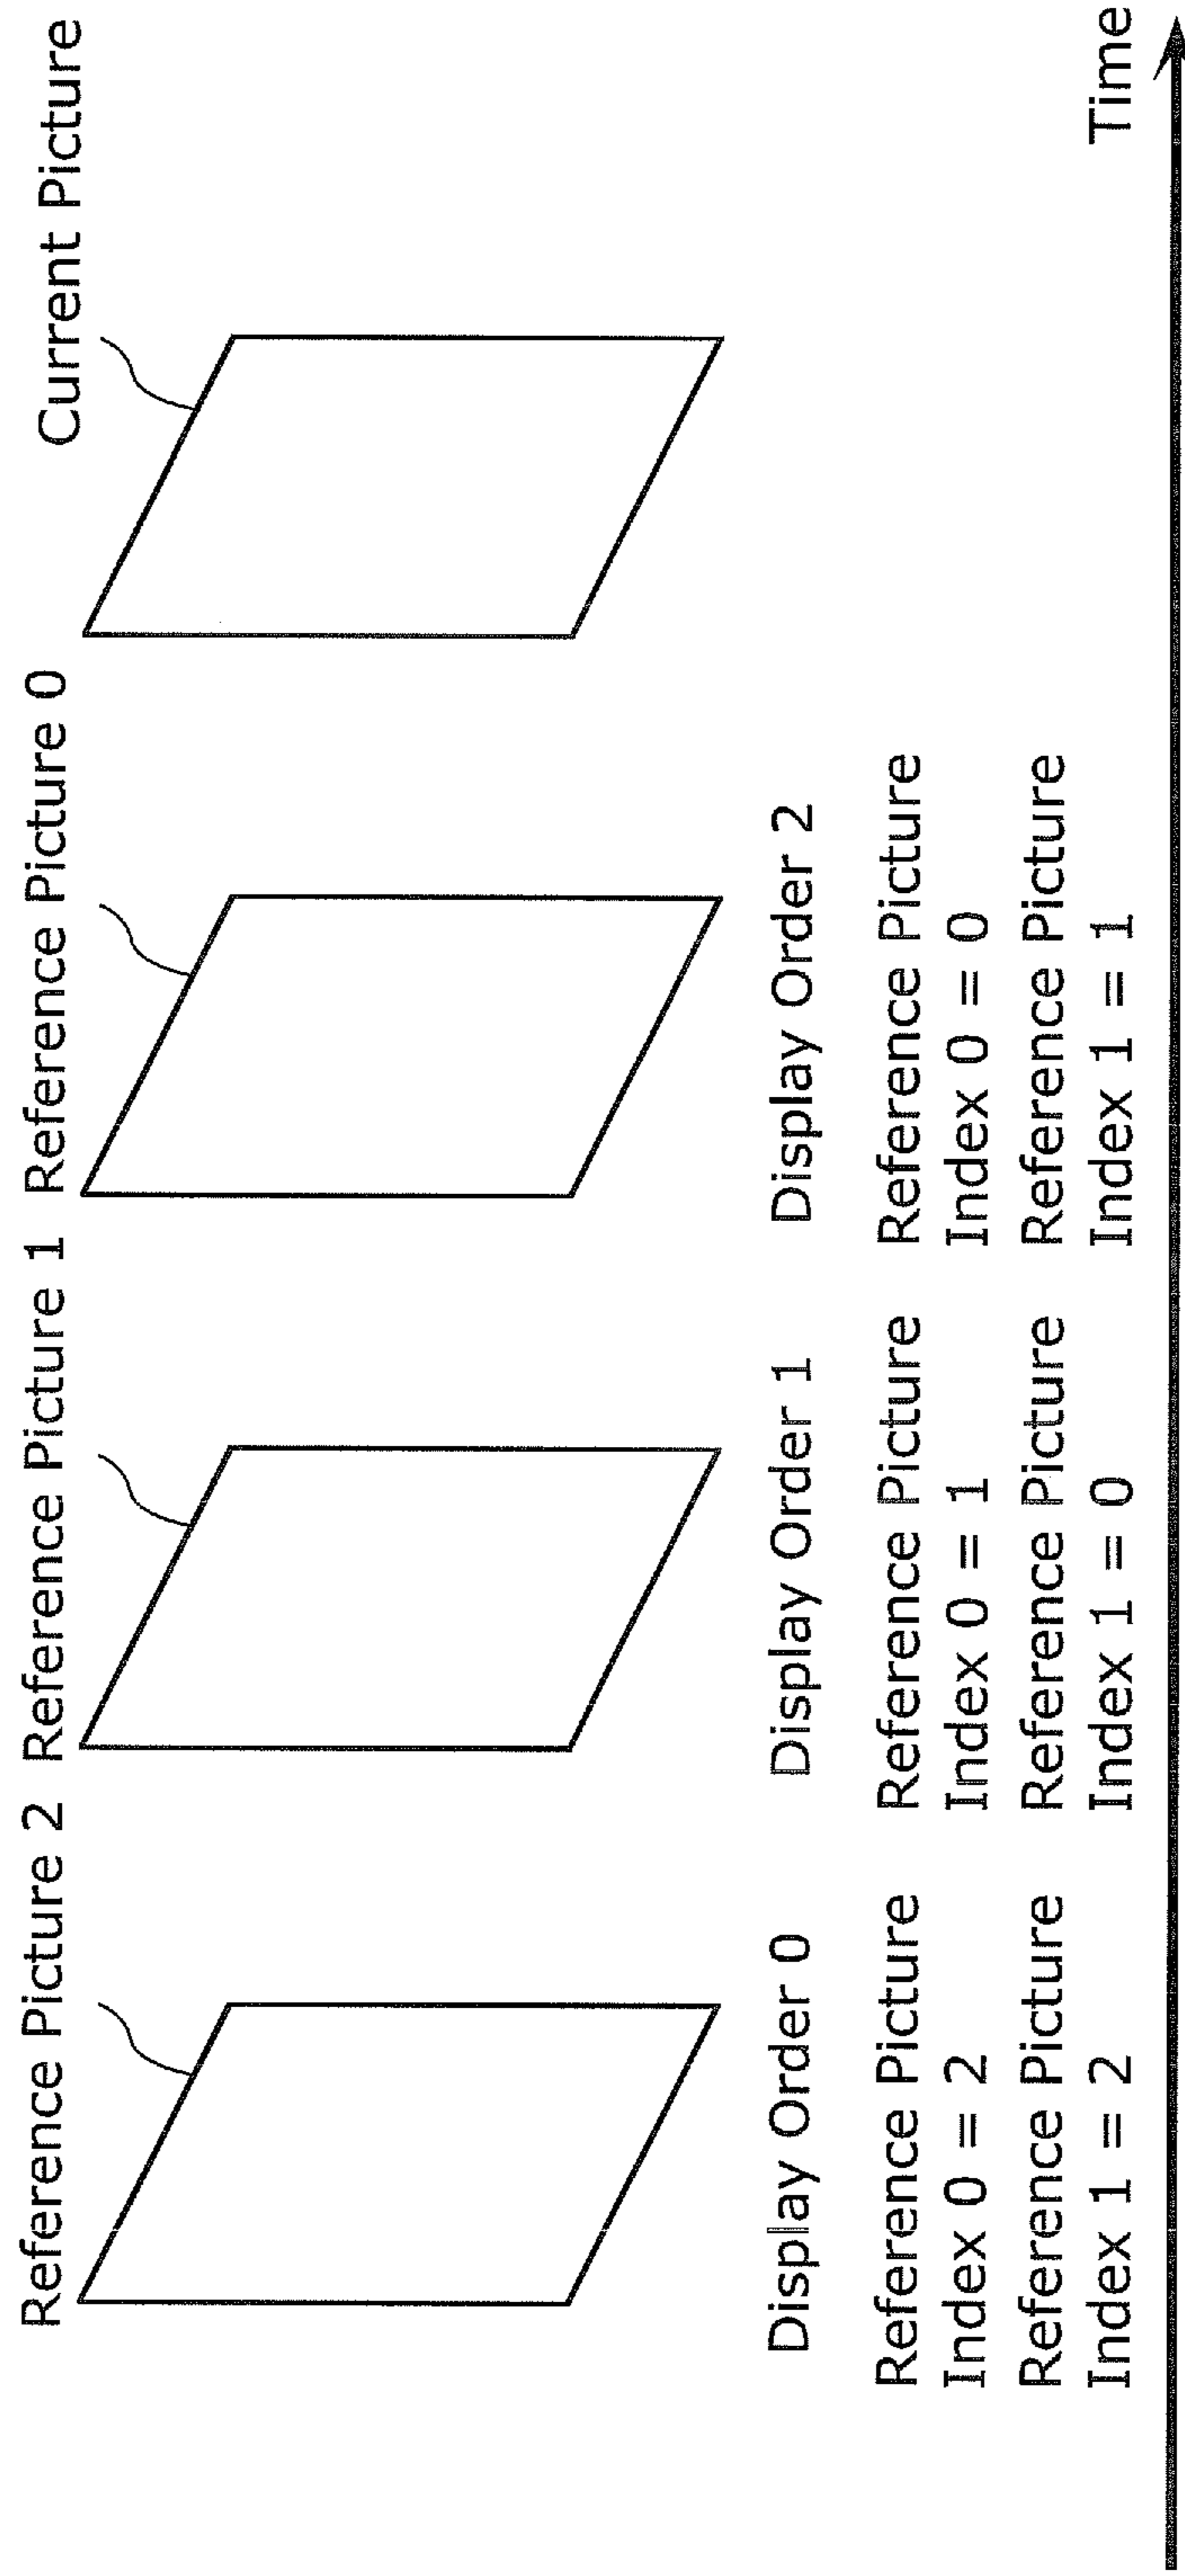 Reference Picture 2
Reference Picture 1
Reference Picture 0
Current Picture
Display Order 0
Display Order 1
Display Order 2
Reference Picture
Index 0 = 2
Reference Picture
Index 1 = 2
Reference Picture
Index 0 = 1
Reference Picture
Index 1 = 0
Reference Picture
Index 0 = 0
Reference Picture
Index 1 = 1
Time